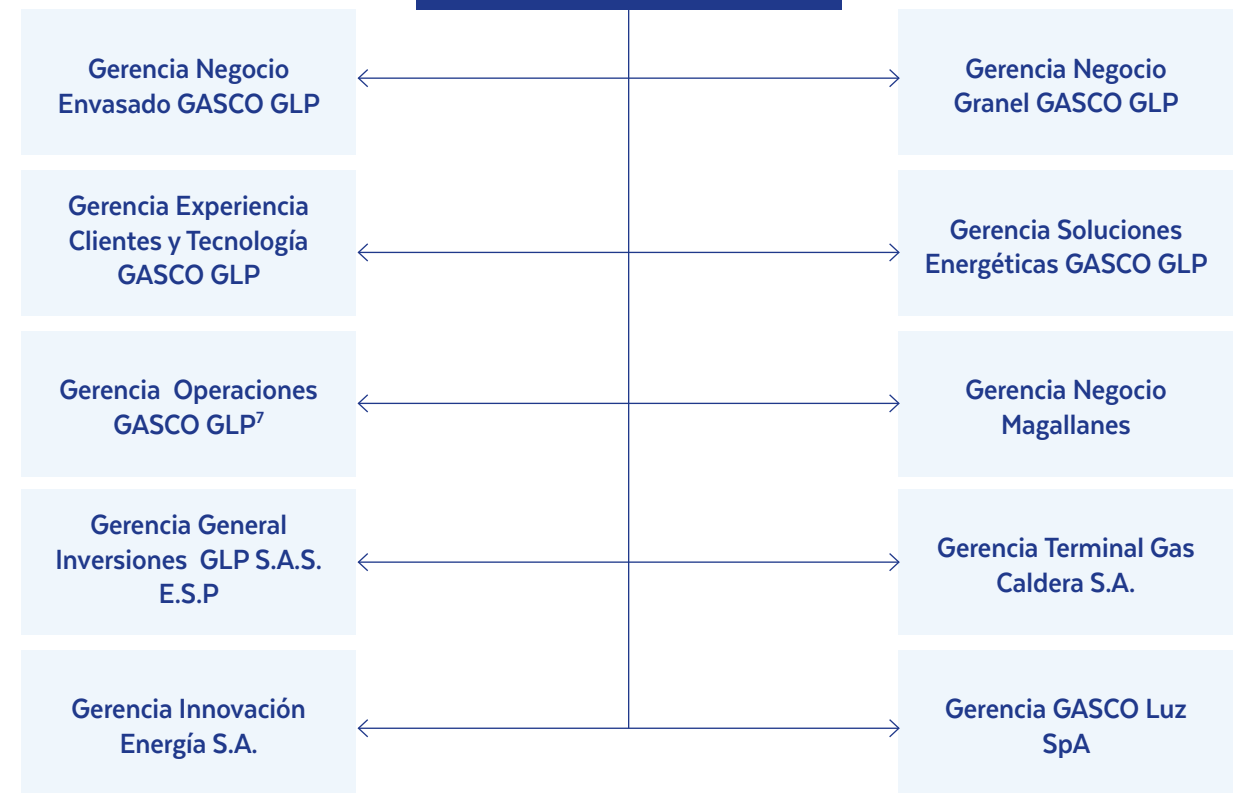 Gerencia Negocio
Envasado GASCO GLP
Gerencia Negocio
Granel GASCO GLP
Gerencia Experiencia
Clientes y Tecnología
GASCO GLP
Gerencia Soluciones
Energéticas GASCO GLP
Gerencia  Operaciones
GASCO GLP⁷
Gerencia Negocio
Magallanes
Gerencia General
Inversiones  GLP S.A.S.
E.S.P
Gerencia Terminal Gas
Caldera S.A.
Gerencia Innovación
Energía S.A.
Gerencia GASCO Luz
SpA